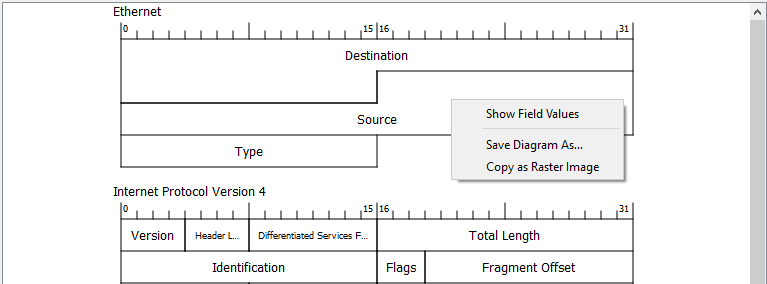 Ethernet
0 15 16 31
Destination
Show Field Values
Source
Save Diagram As...
Type
Copy as Raster Image
Internet Protocol Version 4
0 15 16 31
Version Header L... Differentiated Services F... Total Length
Identification Flags Fragment Offset